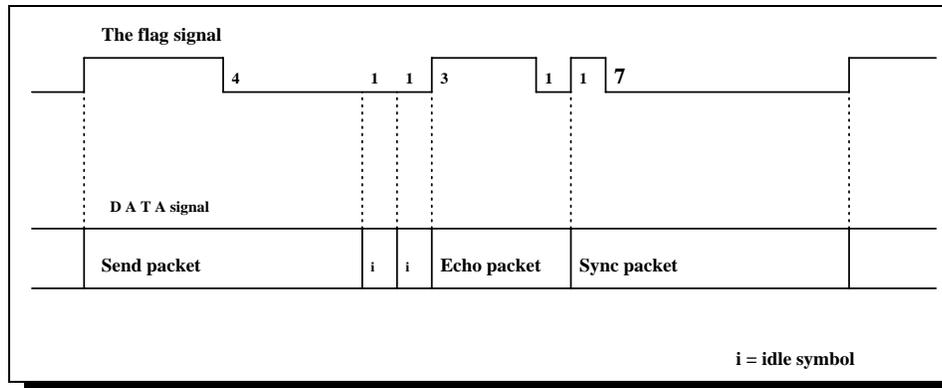 The flag signal
4 1 1 3 1 1 7
D A T A signal
Send packet i i Echo packet Sync packet
i = idle symbol